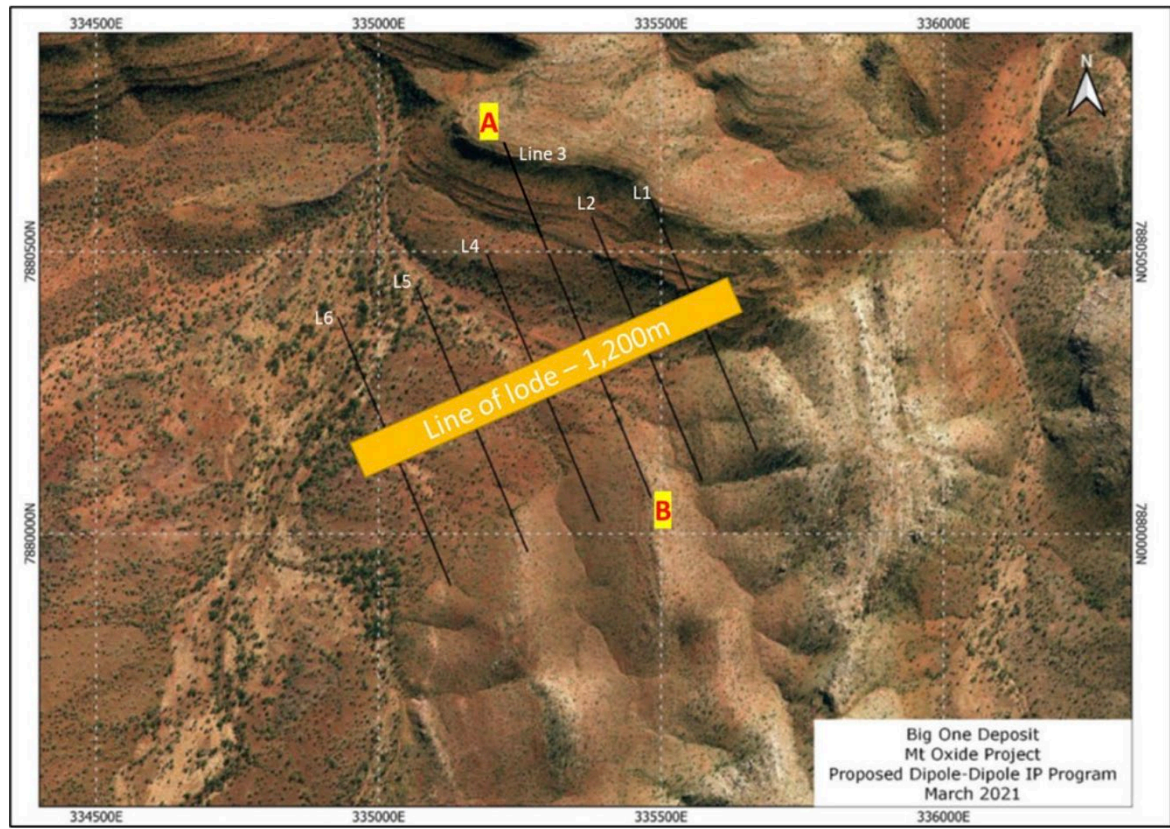 334500E
335000E
335500E
336000E
N
A
Line 3
L1
L2
L4
L5
L6
7880500N
7880500N
Line of lode – 1,200m
B
7880000N
7880000N
Big One Deposit
Mt Oxide Project
Proposed Dipole-Dipole IP Program
March 2021
334500E
335000E
335500E
336000E